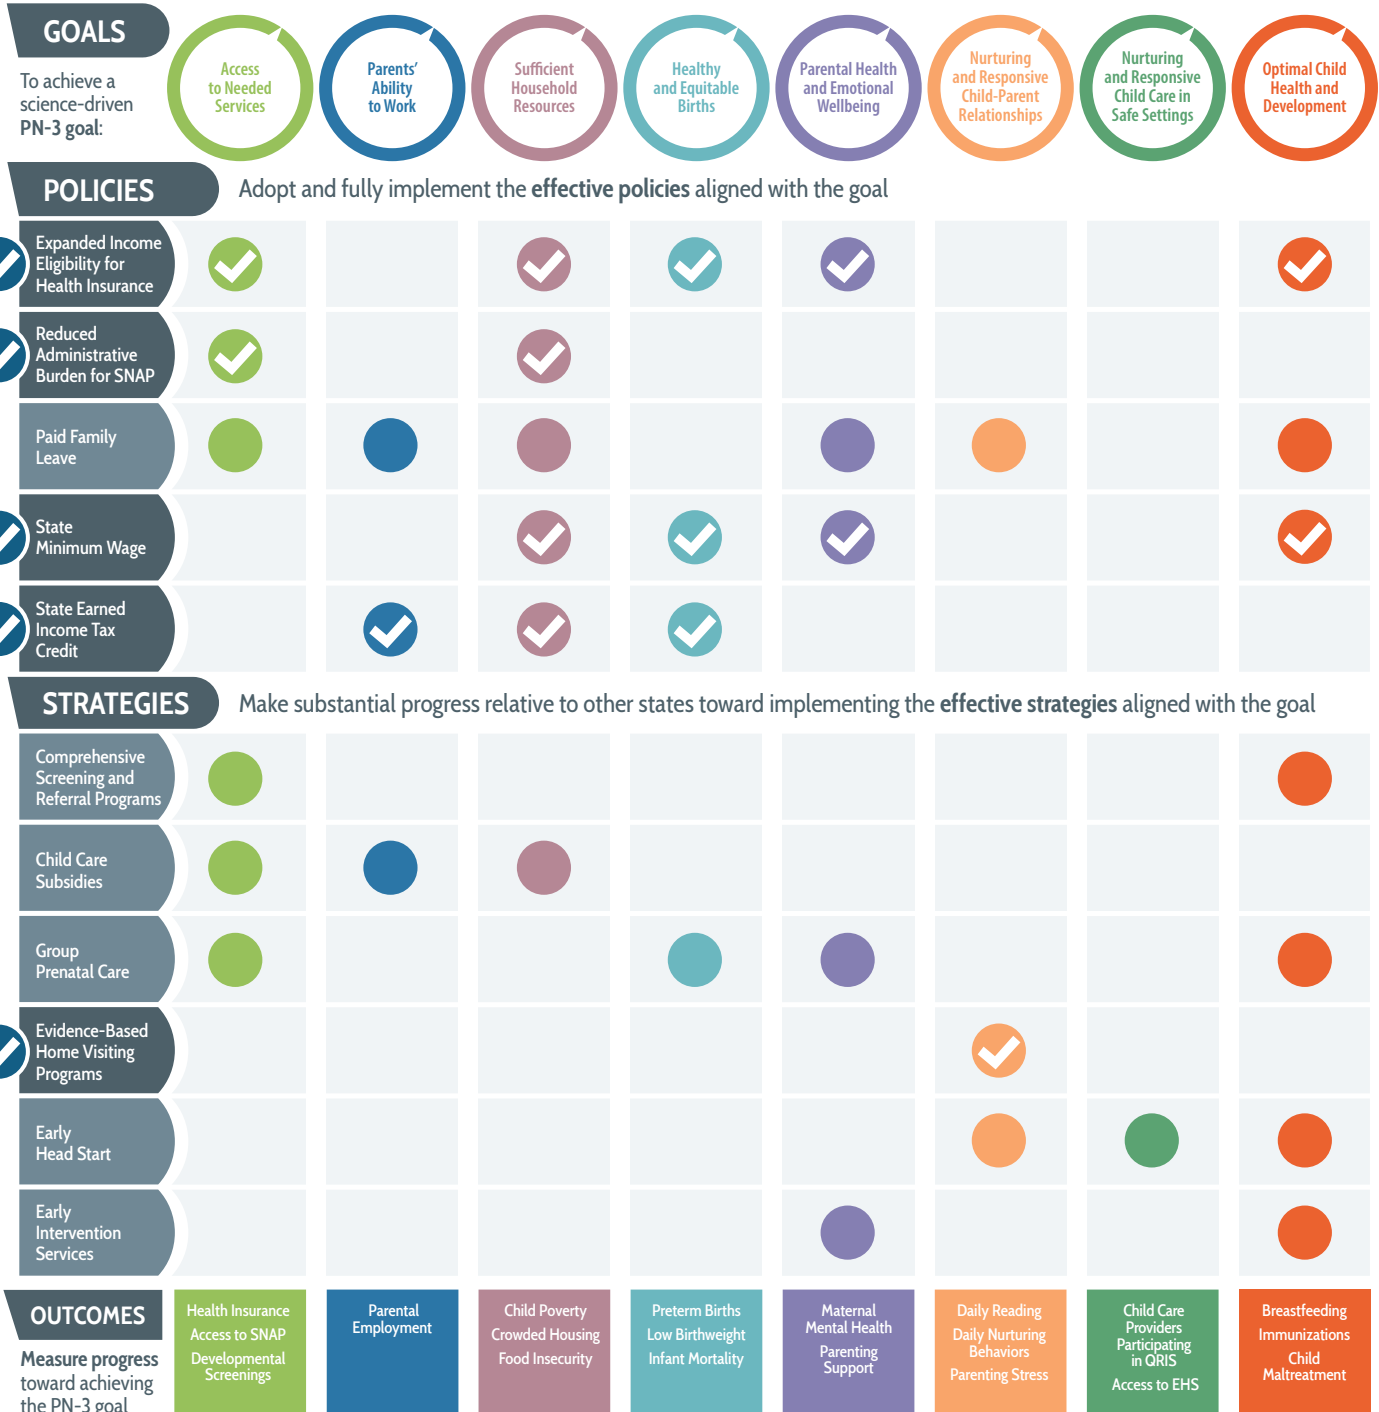 GOALS
To achieve a
science-driven
PN-3 goal:
Access
to Needed
Services
Parents'
Ability
to Work
Sufficient
Household
Resources
Healthy
and Equitable
Births
Parental Health
and Emotional
Wellbeing
Nurturing
and Responsive
Child-Parent
Relationships
Nurturing
and Responsive
Child Care in
Safe Settings
Optimal Child
Health and
Development
POLICIES
Adopt and fully implement the effective policies aligned with the goal
Expanded Income
Eligibility for
Health Insurance
Reduced
Administrative
Burden for SNAP
Paid Family
Leave
State
Minimum Wage
State Earned
Income Tax
Credit
STRATEGIES
Make substantial progress relative to other states toward implementing the effective strategies aligned with the goal
Comprehensive
Screening and
Referral Programs
Child Care
Subsidies
Group
Prenatal Care
Evidence-Based
Home Visiting
Programs
Early
Head Start
Early
Intervention
Services
OUTCOMES
Measure progress
toward achieving
the PN-3 goal
Health Insurance
Access to SNAP
Developmental
Screenings
Parental
Employment
Child Poverty
Crowded Housing
Food Insecurity
Preterm Births
Low Birthweight
Infant Mortality
Maternal
Mental Health
Parenting
Support
Daily Reading
Daily Nurturing
Behaviors
Parenting Stress
Child Care
Providers
Participating
in QRIS
Access to EHS
Breastfeeding
Immunizations
Child
Maltreatment